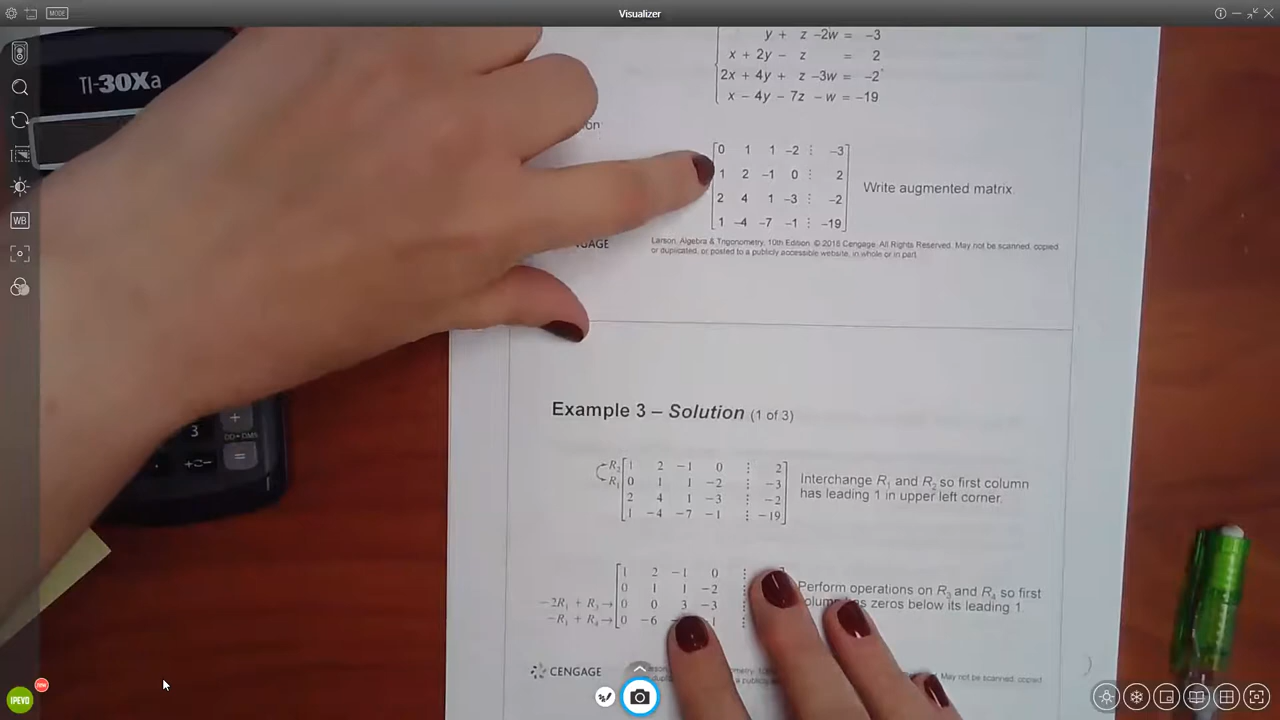 MODE
Visualizer
TI-30Xa
WB
y + z -2w = -3
x + 2y - z = 2
2x + 4y + z -3w = -2
x - 4y - 7z - w = -19
0 1 1 -2 ⋮ -3
1 2 -1 0 ⋮ 2
2 4 1 -3 ⋮ -2
1 -4 -7 -1 ⋮ -19
Write augmented matrix.
Larson, Algebra & Trigonometry, 10th Edition. © 2018 Cengage. All Rights Reserved. May not be scanned, copied
or duplicated, or posted to a publicly accessible website, in whole or in part.
Example 3 – Solution (1 of 3)
R2 1 2 -1 0 ⋮ 2
R1 0 1 1 -2 ⋮ -3
2 4 1 -3 ⋮ -2
1 -4 -7 -1 ⋮ -19
Interchange R1 and R2 so first column
has leading 1 in upper left corner.
1 2 -1 0 ⋮
0 1 1 -2 ⋮
-2R1 + R3→ 0 0 3 -3 ⋮
-R1 + R4→ 0 -6 ⋮
Perform operations on R3 and R4 so first
zeros below its leading 1.
CENGAGE
May not be scanned, copied
+
3
=
IPEVO